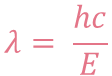 λ = hc/E